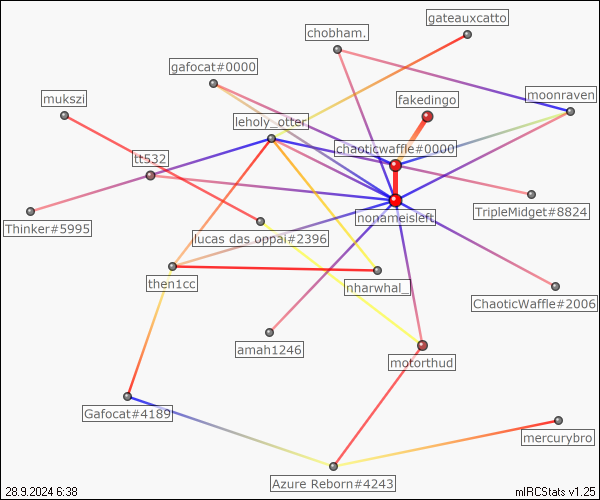 gateauxcatto
chobham.
gafocat#0000
moonraven
mukszi
fakedingo
leholy_otter
chaoticwaffle#0000
tt532
TripleMidget#8824
nonameisleft
Thinker#5995
lucas das oppai#2396
then1cc
nharwhal_
ChaoticWaffle#2006
amah1246
motorthud
Gafocat#4189
mercurybro
Azure Reborn#4243
28.9.2024 6:38
mIRCStats v1.25